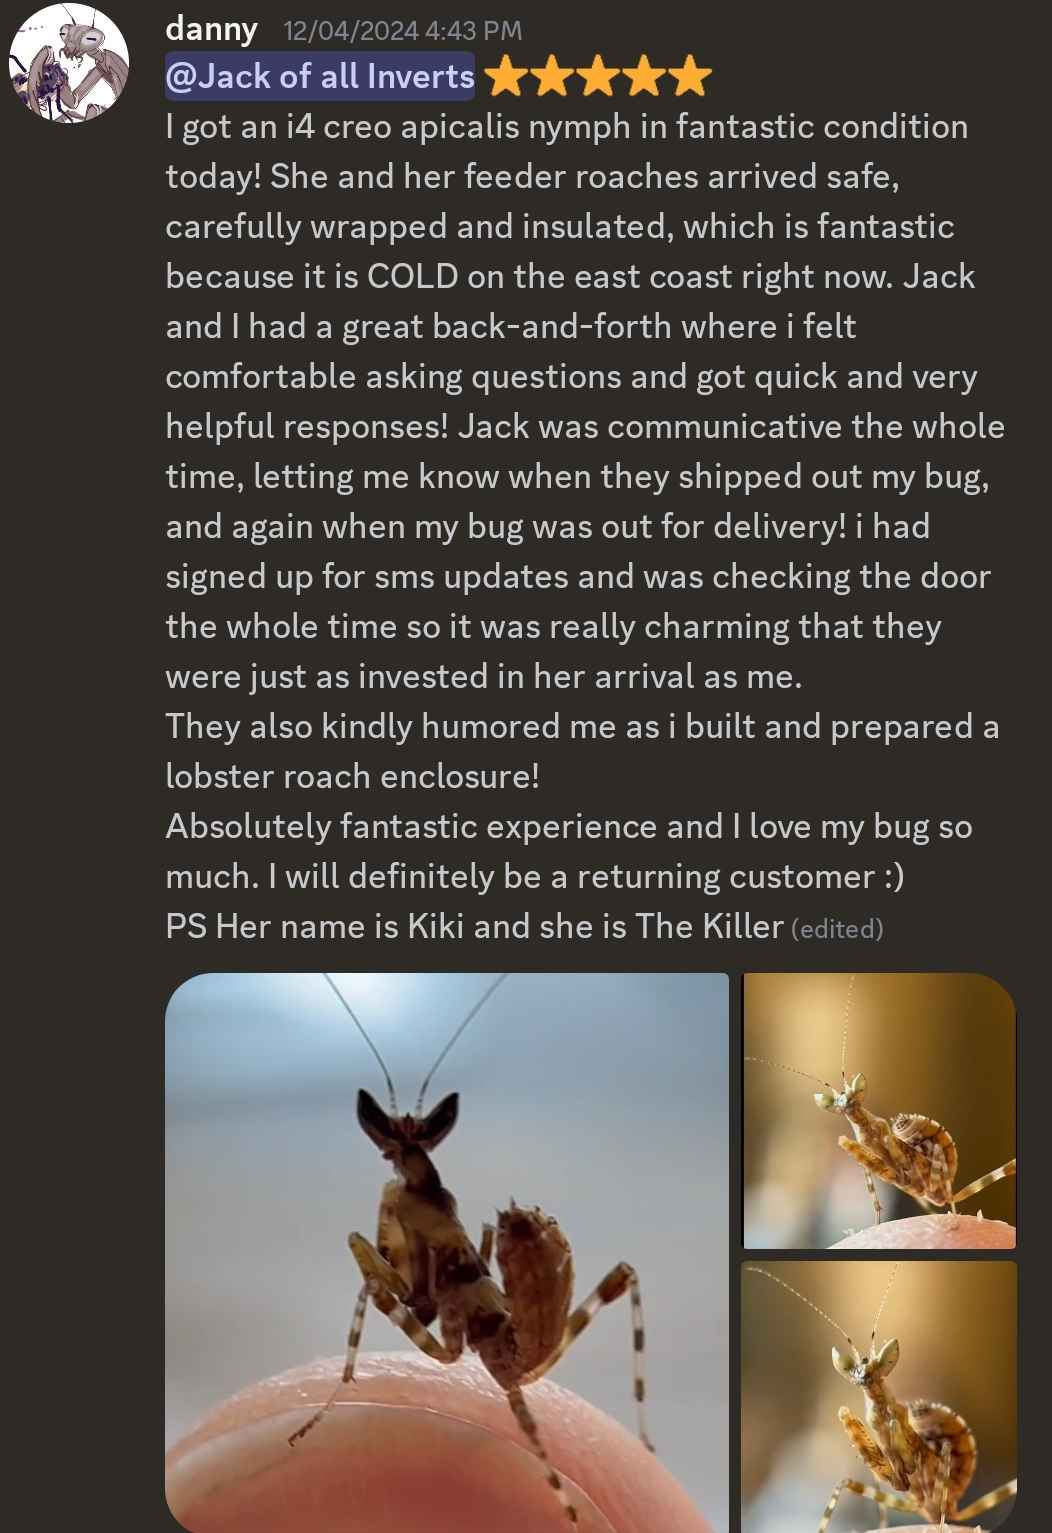 danny 12/04/2024 4:43 PM
@Jack of all Inverts ⭐⭐⭐⭐⭐
I got an i4 creo apicalis nymph in fantastic condition
today! She and her feeder roaches arrived safe,
carefully wrapped and insulated, which is fantastic
because it is COLD on the east coast right now. Jack
and I had a great back-and-forth where i felt
comfortable asking questions and got quick and very
helpful responses! Jack was communicative the whole
time, letting me know when they shipped out my bug,
and again when my bug was out for delivery! i had
signed up for sms updates and was checking the door
the whole time so it was really charming that they
were just as invested in her arrival as me.
They also kindly humored me as i built and prepared a
lobster roach enclosure!
Absolutely fantastic experience and I love my bug so
much. I will definitely be a returning customer :)
PS Her name is Kiki and she is The Killer (edited)